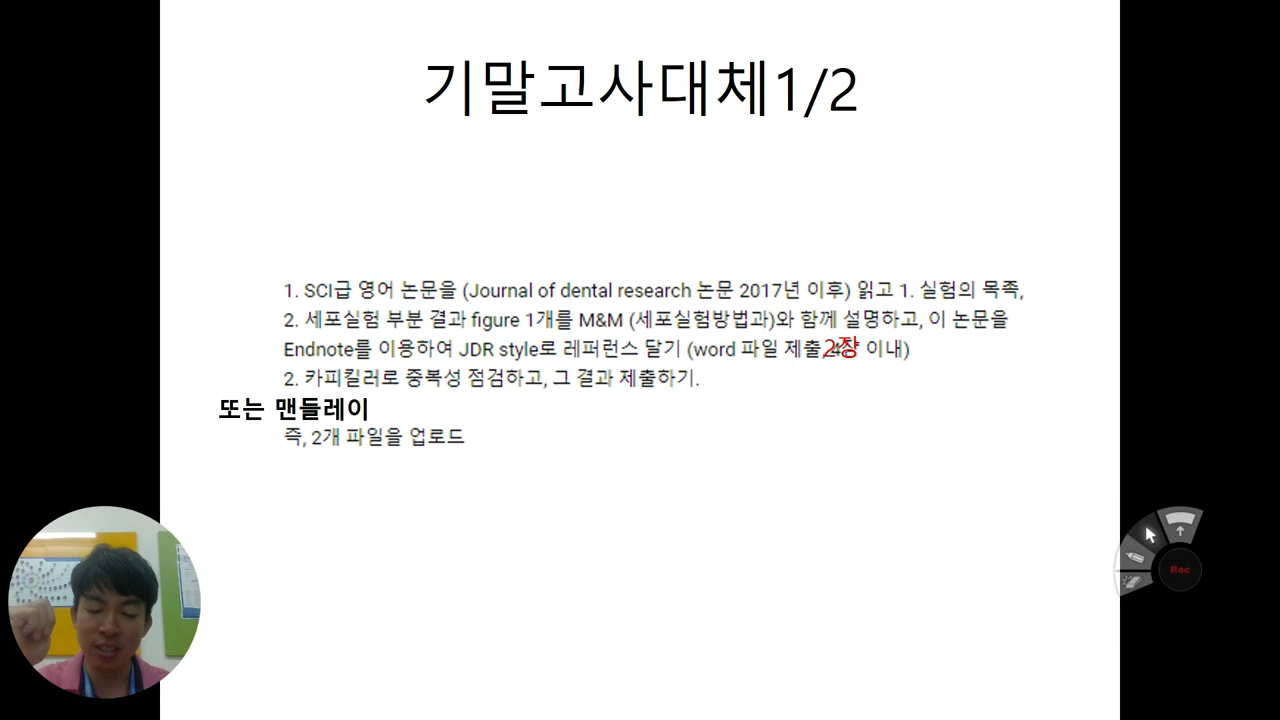 기말고사대체1/2
1. SCI급 영어 논문을 (Journal of dental research 논문 2017년 이후) 읽고 1. 실험의 목족,
2. 세포실험 부분 결과 figure 1개를 M&M (세포실험방법과)와 함께 설명하고, 이 논문을
Endnote를 이용하여 JDR style로 레퍼런스 달기 (word 파일 제출, 2장 이내)
2. 카피킬러로 중복성 점검하고, 그 결과 제출하기.
또는 맨들레이
즉, 2개 파일을 업로드
Rec